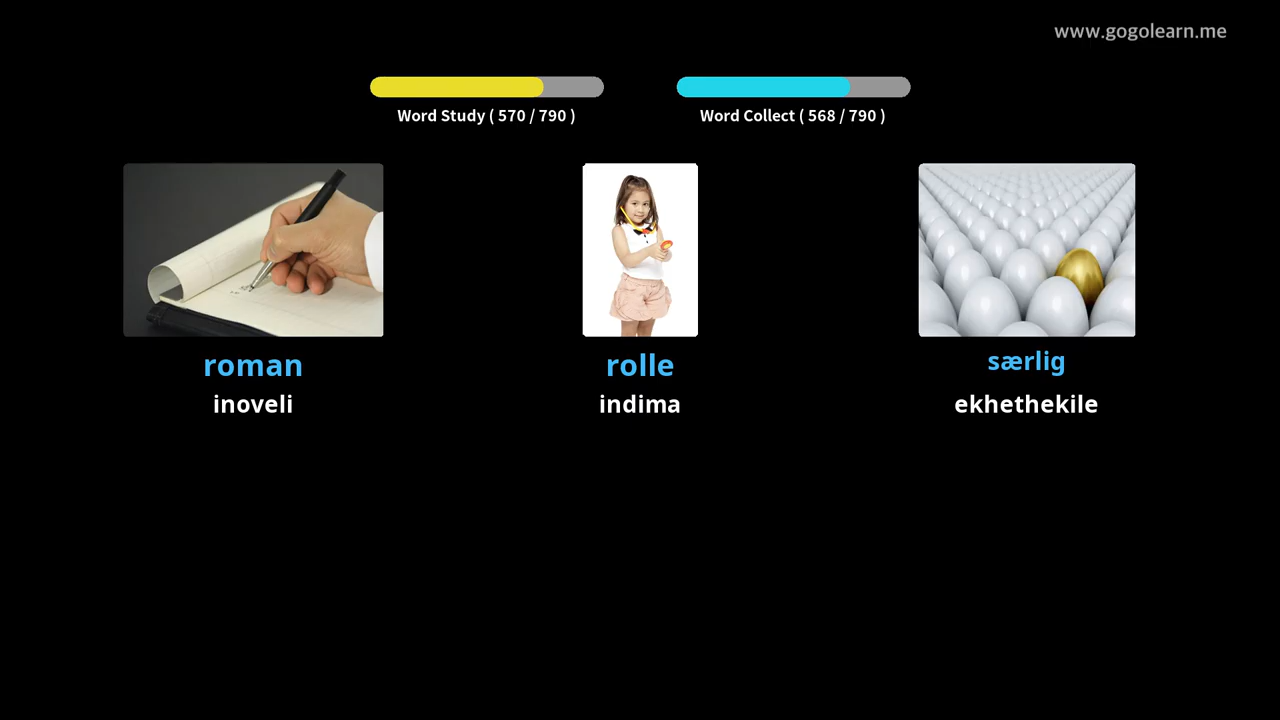 www.gogolearn.me
Word Study ( 570 / 790 )
Word Collect ( 568 / 790 )
roman
rolle
særlig
inoveli
indima
ekhethekile